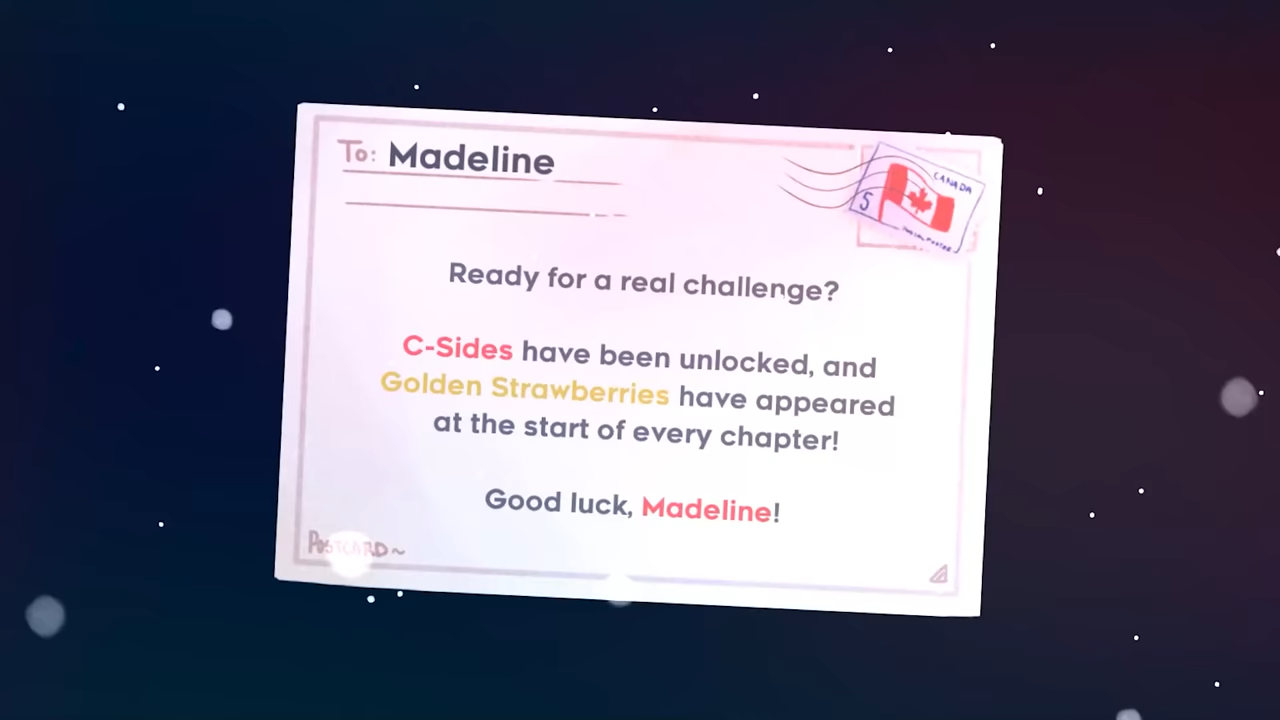 To: Madeline
CANADA
5
Ready for a real challenge?
C-Sides have been unlocked, and
Golden Strawberries have appeared
at the start of every chapter!
Good luck, Madeline!
POSTCARD~